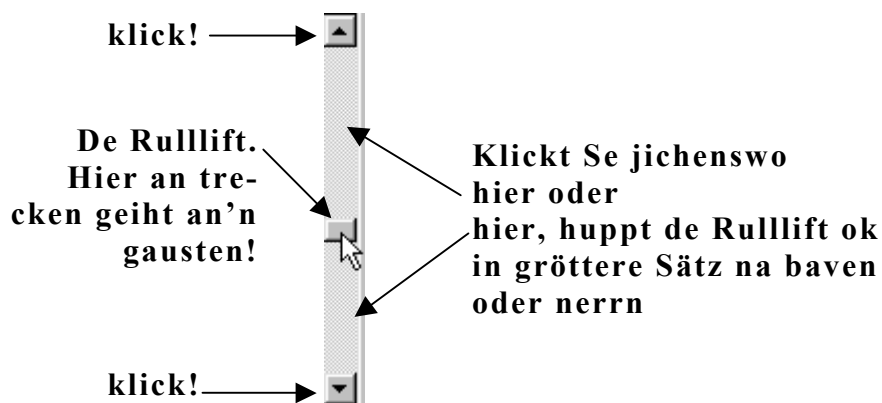 klick!
De Rulllift.
Hier an tre-
cken geiht an’n
gausten!
Klickt Se jichenswo
hier oder
hier, huppt de Rulllift ok
in gröttere Sätz na baven
oder nerrn
klick!